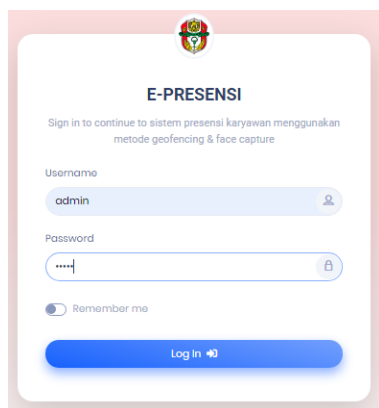 E-PRESENSI
Sign in to continue to sistem presensi karyawan menggunakan
metode geofencing & face capture
Username
admin
Password
•••••
Remember me
Log In